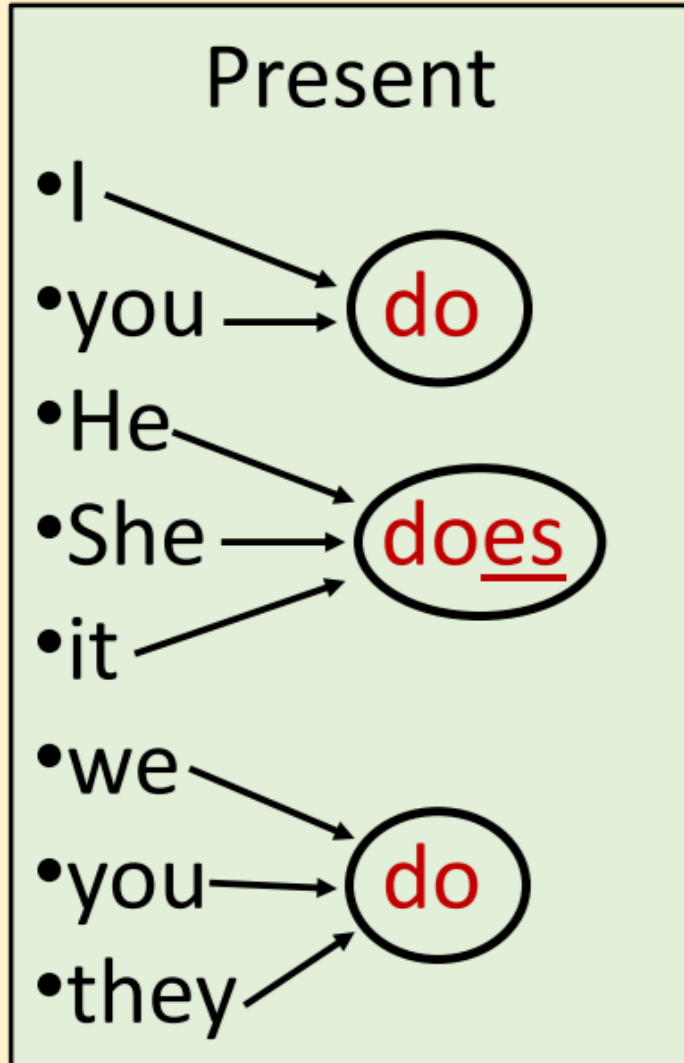 Present
•I
•you
do
•He
•She
does
•it
•we
•you
do
•they